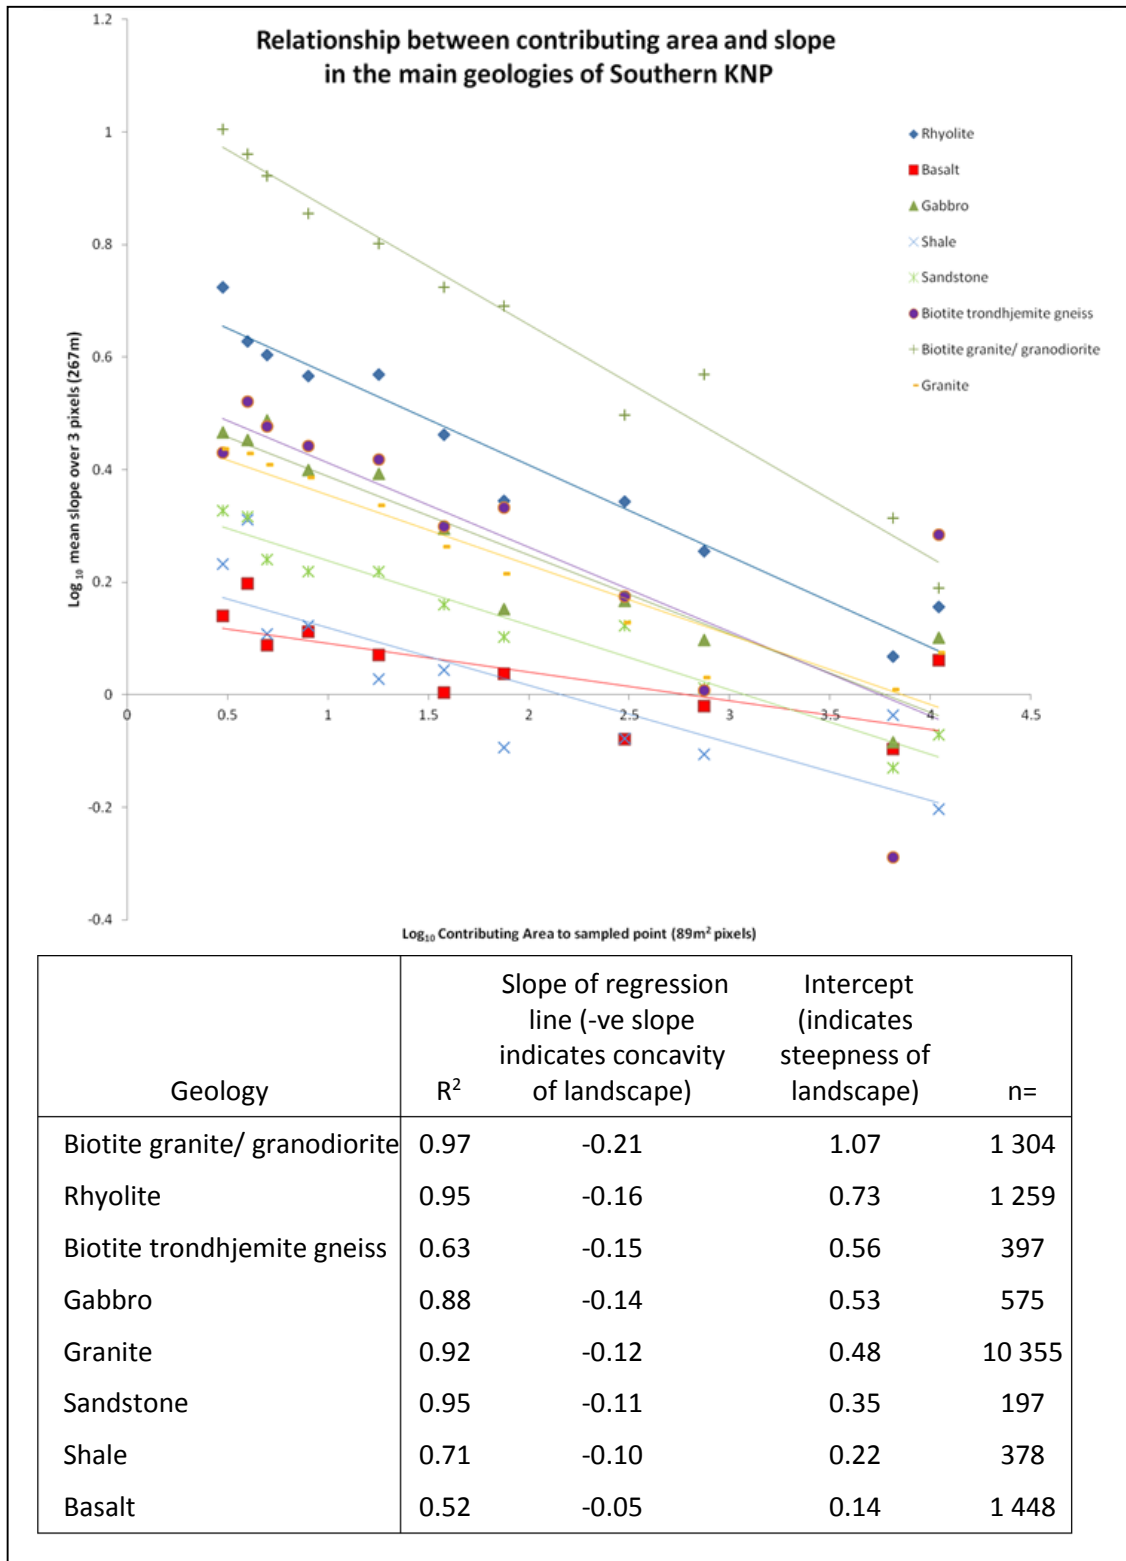 Relationship between contributing area and slope
in the main geologies of Southern KNP
1.2
1
0.8
0.6
0.4
0.2
0
-0.2
-0.4
0
0.5
1
1.5
2
2.5
3
3.5
4
4.5
Log 10 mean slope over 3 pixels (267m)
Log10 Contributing Area to sampled point (89m2 pixels)
Rhyolite
Basalt
Gabbro
Shale
Sandstone
Biotite trondhjemite gneiss
Biotite granite/ granodiorite
Granite
Geology R2 Slope of regression line (-ve slope indicates concavity of landscape) Intercept (indicates steepness of landscape) n=
Biotite granite/ granodiorite 0.97 -0.21 1.07 1 304
Rhyolite 0.95 -0.16 0.73 1 259
Biotite trondhjemite gneiss 0.63 -0.15 0.56 397
Gabbro 0.88 -0.14 0.53 575
Granite 0.92 -0.12 0.48 10 355
Sandstone 0.95 -0.11 0.35 197
Shale 0.71 -0.10 0.22 378
Basalt 0.52 -0.05 0.14 1 448